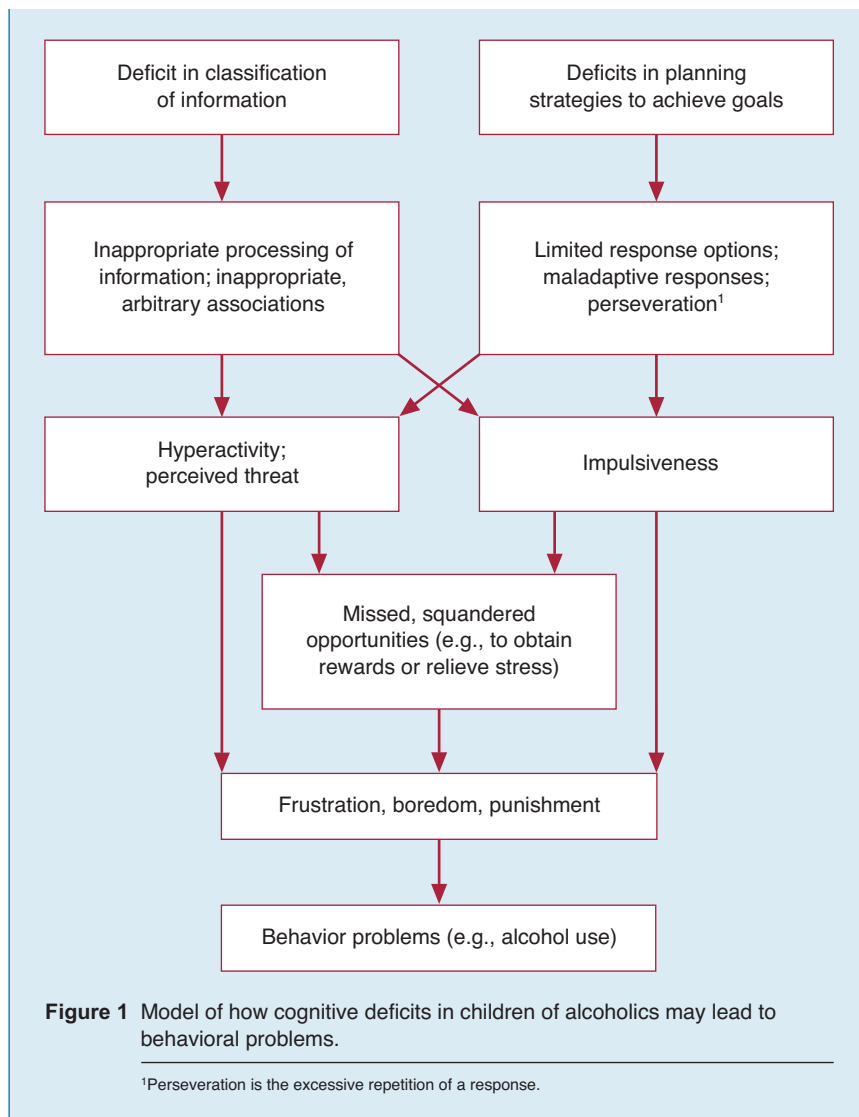 Deficit in classification
of information
Deficits in planning
strategies to achieve goals
Inappropriate processing of
information; inappropriate,
arbitrary associations
Limited response options;
maladaptive responses;
perseveration¹
Hyperactivity;
perceived threat
Impulsiveness
Missed, squandered
opportunities (e.g., to obtain
rewards or relieve stress)
Frustration, boredom, punishment
Behavior problems (e.g., alcohol use)
Figure 1 Model of how cognitive deficits in children of alcoholics may lead to
behavioral problems.
¹Perseveration is the excessive repetition of a response.